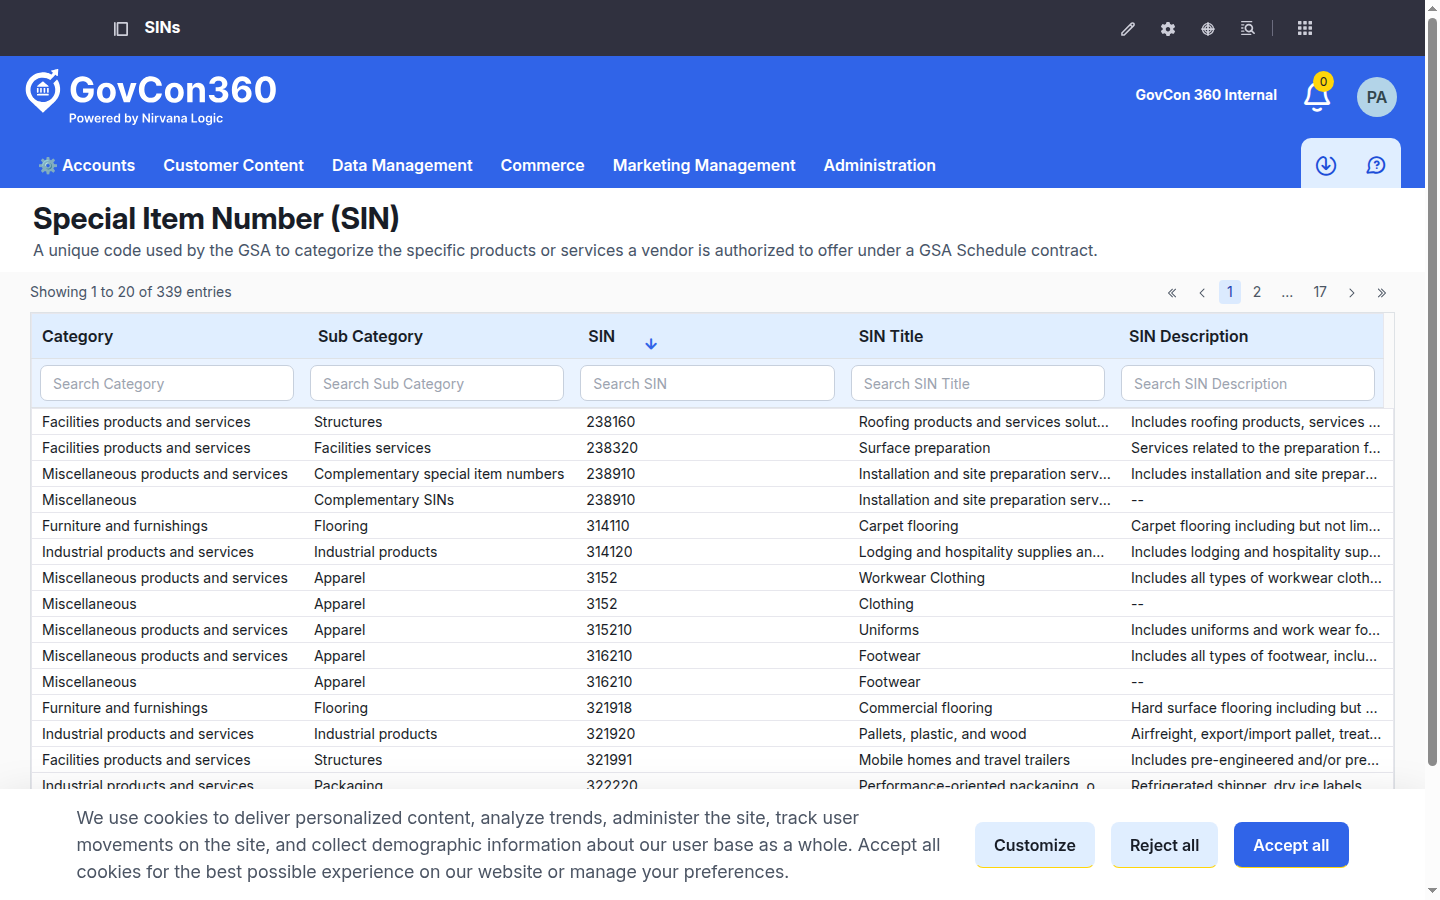 SINs
GovCon360
Powered by Nirvana Logic
GovCon 360 Internal
0
PA
Accounts Customer Content Data Management Commerce Marketing Management Administration
Special Item Number (SIN)
A unique code used by the GSA to categorize the specific products or services a vendor is authorized to offer under a GSA Schedule contract.
Showing 1 to 20 of 339 entries
« ‹ 1 2 ... 17 › »
Category Sub Category SIN SIN Title SIN Description
Search Category Search Sub Category Search SIN Search SIN Title Search SIN Description
Facilities products and services Structures 238160 Roofing products and services solut... Includes roofing products, services ...
Facilities products and services Facilities services 238320 Surface preparation Services related to the preparation f...
Miscellaneous products and services Complementary special item numbers 238910 Installation and site preparation serv... Includes installation and site prepar...
Miscellaneous Complementary SINs 238910 Installation and site preparation serv... --
Furniture and furnishings Flooring 314110 Carpet flooring Carpet flooring including but not lim...
Industrial products and services Industrial products 314120 Lodging and hospitality supplies an... Includes lodging and hospitality sup...
Miscellaneous products and services Apparel 3152 Workwear Clothing Includes all types of workwear cloth...
Miscellaneous Apparel 3152 Clothing --
Miscellaneous products and services Apparel 315210 Uniforms Includes uniforms and work wear fo...
Miscellaneous products and services Apparel 316210 Footwear Includes all types of footwear, inclu...
Miscellaneous Apparel 316210 Footwear --
Furniture and furnishings Flooring 321918 Commercial flooring Hard surface flooring including but ...
Industrial products and services Industrial products 321920 Pallets, plastic, and wood Airfreight, export/import pallet, treat...
Facilities products and services Structures 321991 Mobile homes and travel trailers Includes pre-engineered and/or pre...
Industrial products and services Packaging 322220 Performance-oriented packaging, o Refrigerated shipper, dry ice labels
We use cookies to deliver personalized content, analyze trends, administer the site, track user
movements on the site, and collect demographic information about our user base as a whole. Accept all
cookies for the best possible experience on our website or manage your preferences.
Customize Reject all Accept all